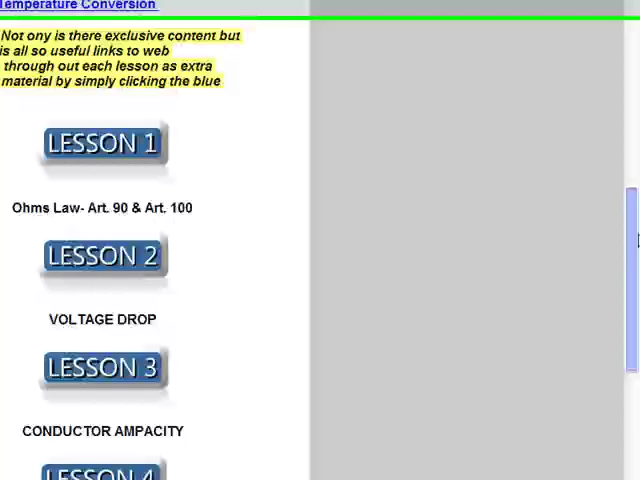 Temperature Conversion
Not ony is there exclusive content but
is all so useful links to web
through out each lesson as extra
material by simply clicking the blue
LESSON 1
Ohms Law- Art. 90 & Art. 100
LESSON 2
VOLTAGE DROP
LESSON 3
CONDUCTOR AMPACITY
LESSON 4